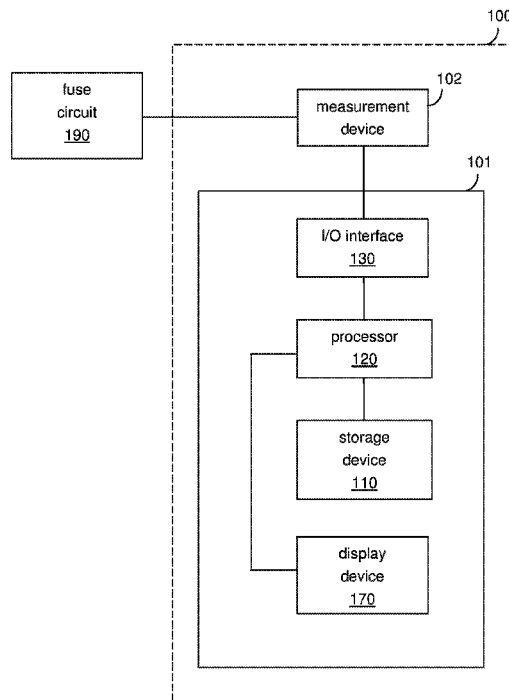 100
fuse
circuit
190
102
measurement
device
101
I/O interface
130
processor
120
storage
device
110
display
device
170